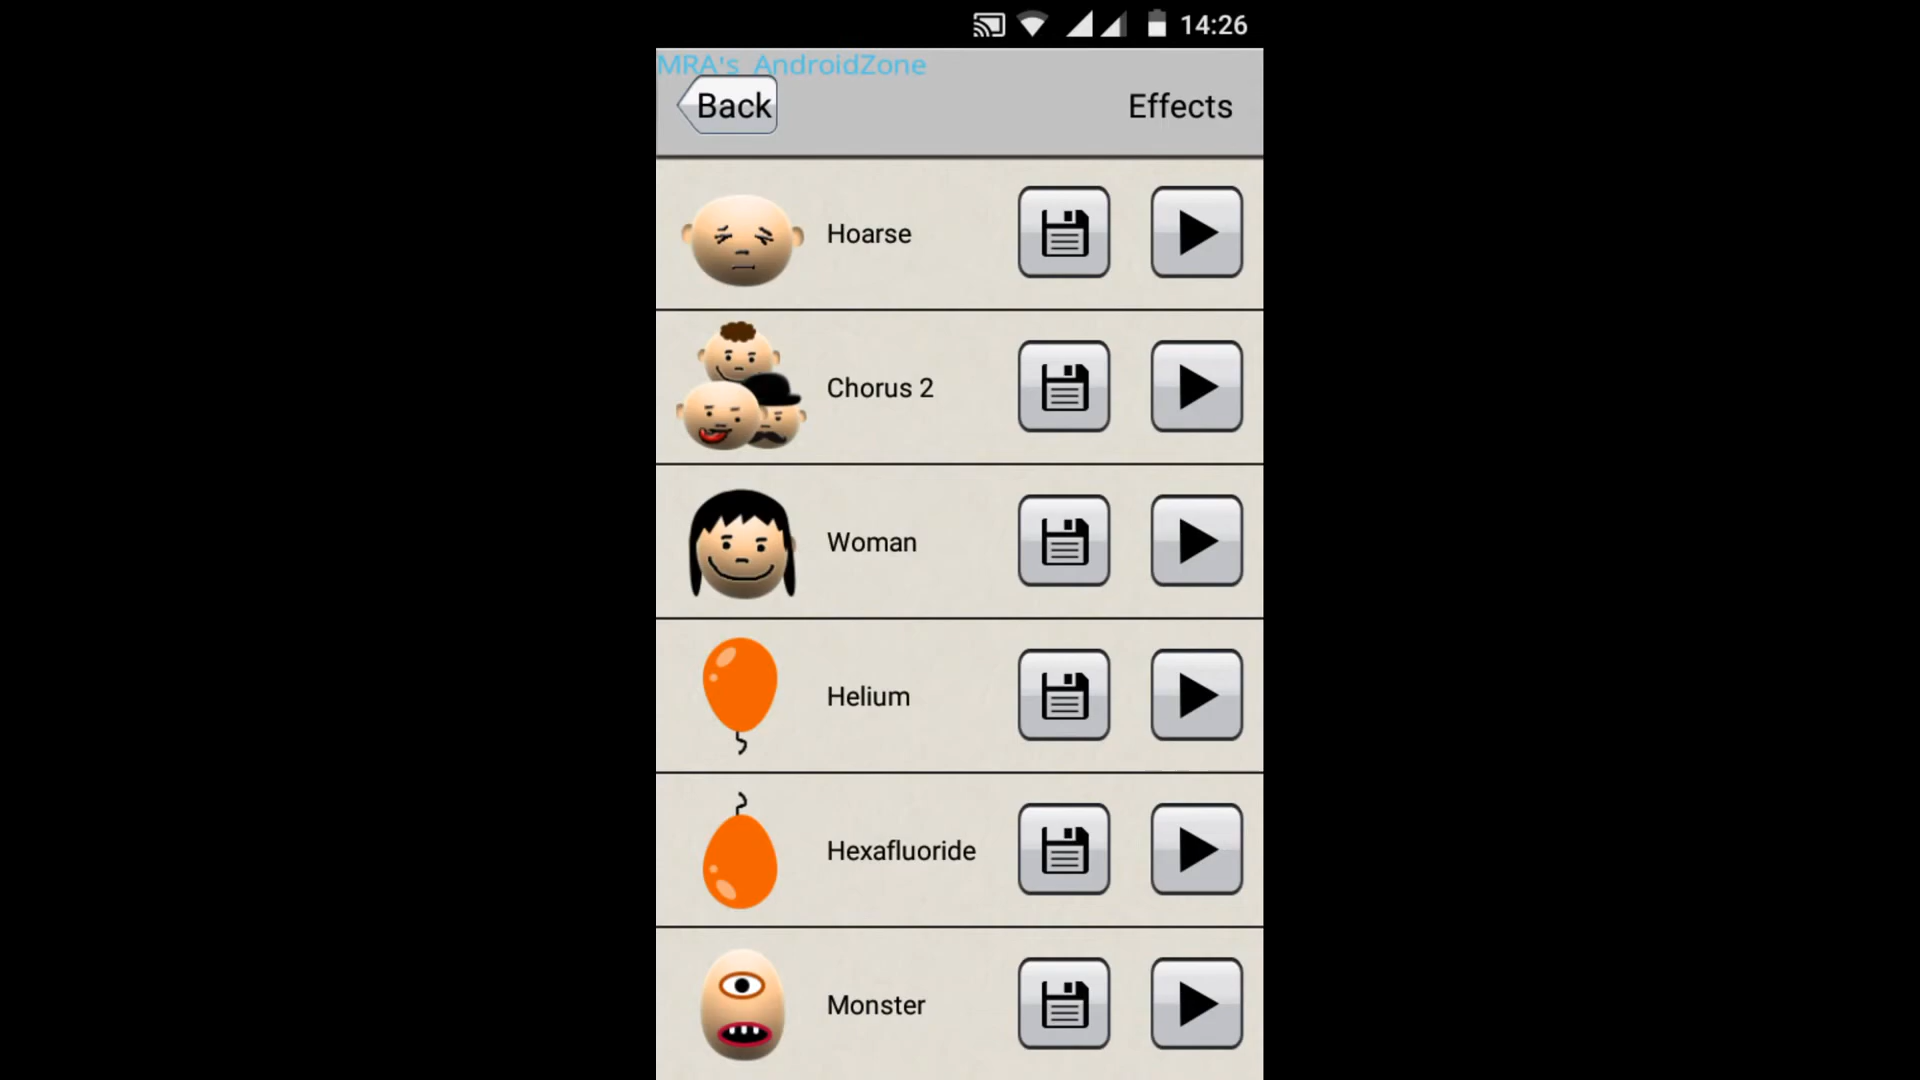 14:26
MRA's AndroidZone
Back
Effects
Hoarse
Chorus 2
Woman
Helium
Hexafluoride
Monster